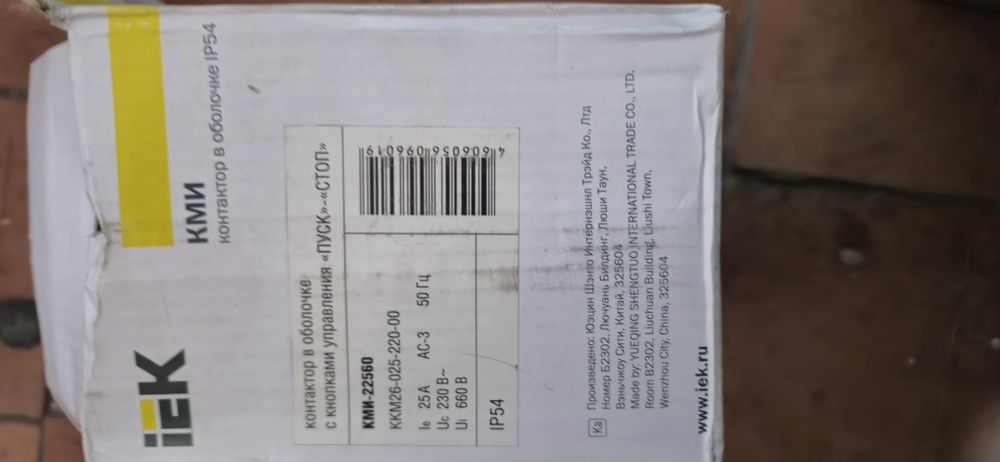 iEK
КМИ
контактор в оболочке IP54
контактор в оболочке
с кнопками управления «ПУСК»-«СТОП»
КМИ-22560
KKM26-025-220-00
Ie 25 A AC-3 50 Гц
Uc 230 В~
Ui 660 В
IP54
4 606056 096019
Ka
Произведено: Юэцин Шэнто Интернэшнл Трэйд Ко., Лтд
Номер Б2302, Лючуань Билдинг, Люши Таун,
Вэньчжоу Сити, Китай, 325604
Made by: YUEQING SHENGTUO INTERNATIONAL TRADE CO., LTD.
Room B2302, Liuchuan Building, Liushi Town,
Wenzhou City, China, 325604
www.iek.ru